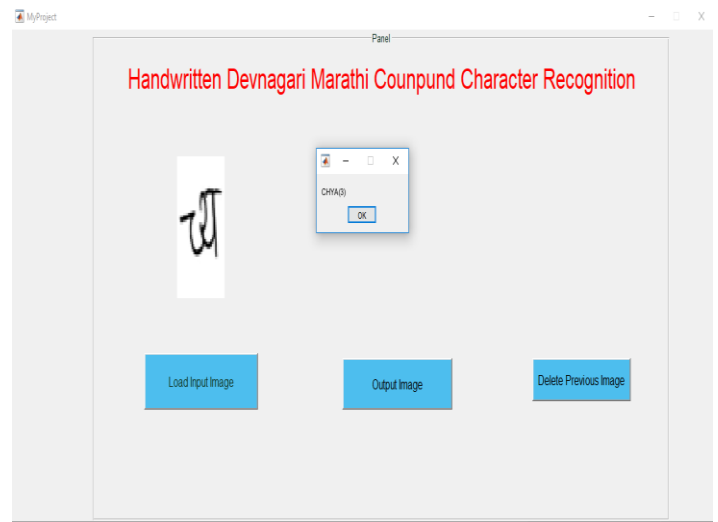 MyProject
Panel
Handwritten Devnagari Marathi Counpund Character Recognition
च्य
CHYA(3)
OK
Load Input Image
Output Image
Delete Previous Image